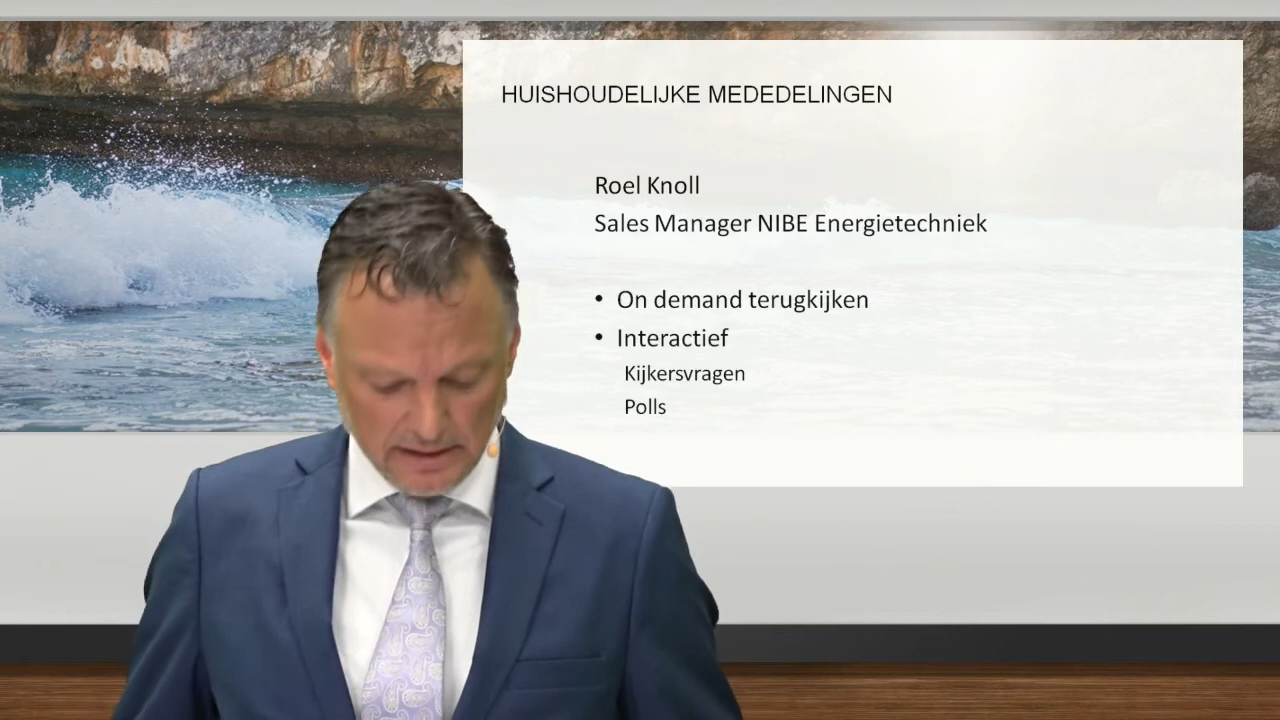 HUISHOUDELIJKE MEDEDELINGEN
Roel Knoll
Sales Manager NIBE Energietechniek
• On demand terugkijken
• Interactief
Kijkersvragen
Polls